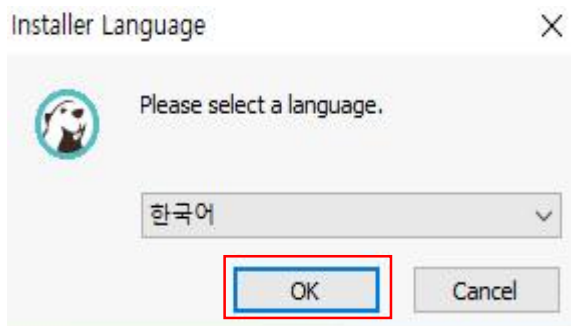 Installer Language
Please select a language.
한국어
OK
Cancel